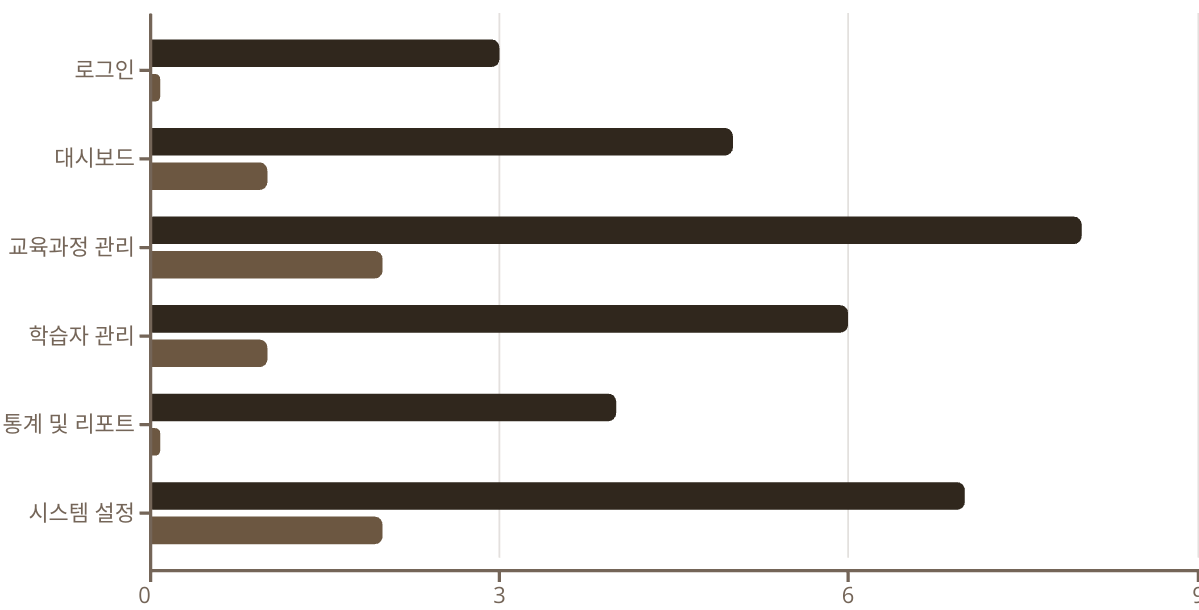 로그인
대시보드
교육과정 관리
학습자 관리
통계 및 리포트
시스템 설정
0 3 6 9